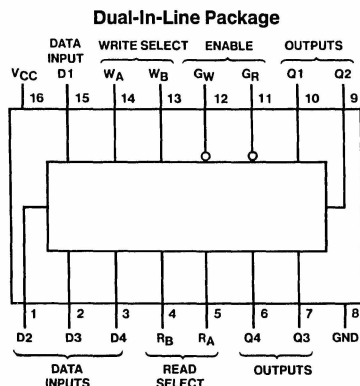 Dual-In-Line Package
DATA INPUT WRITE SELECT ENABLE OUTPUTS
VCC D1 WA WB GW GR Q1 Q2
16 15 14 13 12 11 10 9
1 2 3 4 5 6 7 8
D2 D3 D4 RB RA Q4 Q3 GND
DATA INPUTS READ SELECT OUTPUTS